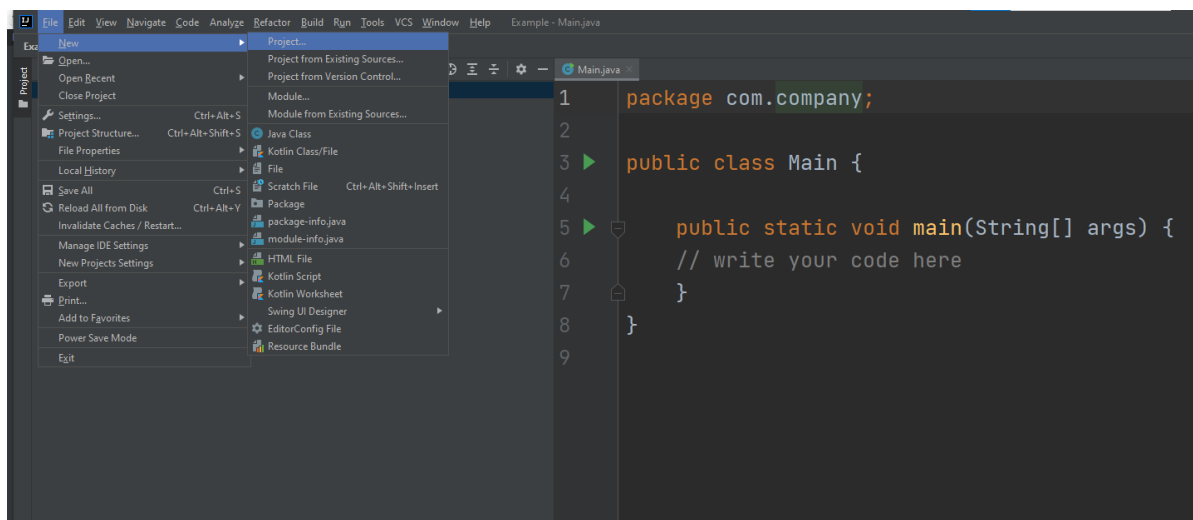 File Edit View Navigate Code Analyze Refactor Build Run Tools VCS Window Help Example - Main.java
Exa
Project
New
Open...
Open Recent
Close Project
Settings... Ctrl+Alt+S
Project Structure... Ctrl+Alt+Shift+S
File Properties
Local History
Save All Ctrl+S
Reload All from Disk Ctrl+Alt+Y
Invalidate Caches / Restart...
Manage IDE Settings
New Projects Settings
Export
Print...
Add to Favorites
Power Save Mode
Exit
Project...
Project from Existing Sources...
Project from Version Control...
Module...
Module from Existing Sources...
Java Class
Kotlin Class/File
File
Scratch File Ctrl+Alt+Shift+Insert
Package
package-info.java
module-info.java
HTML File
Kotlin Script
Kotlin Worksheet
Swing UI Designer
EditorConfig File
Resource Bundle
Main.java
1 package com.company;
2
3 public class Main {
4
5 public static void main(String[] args) {
6 // write your code here
7 }
8 }
9